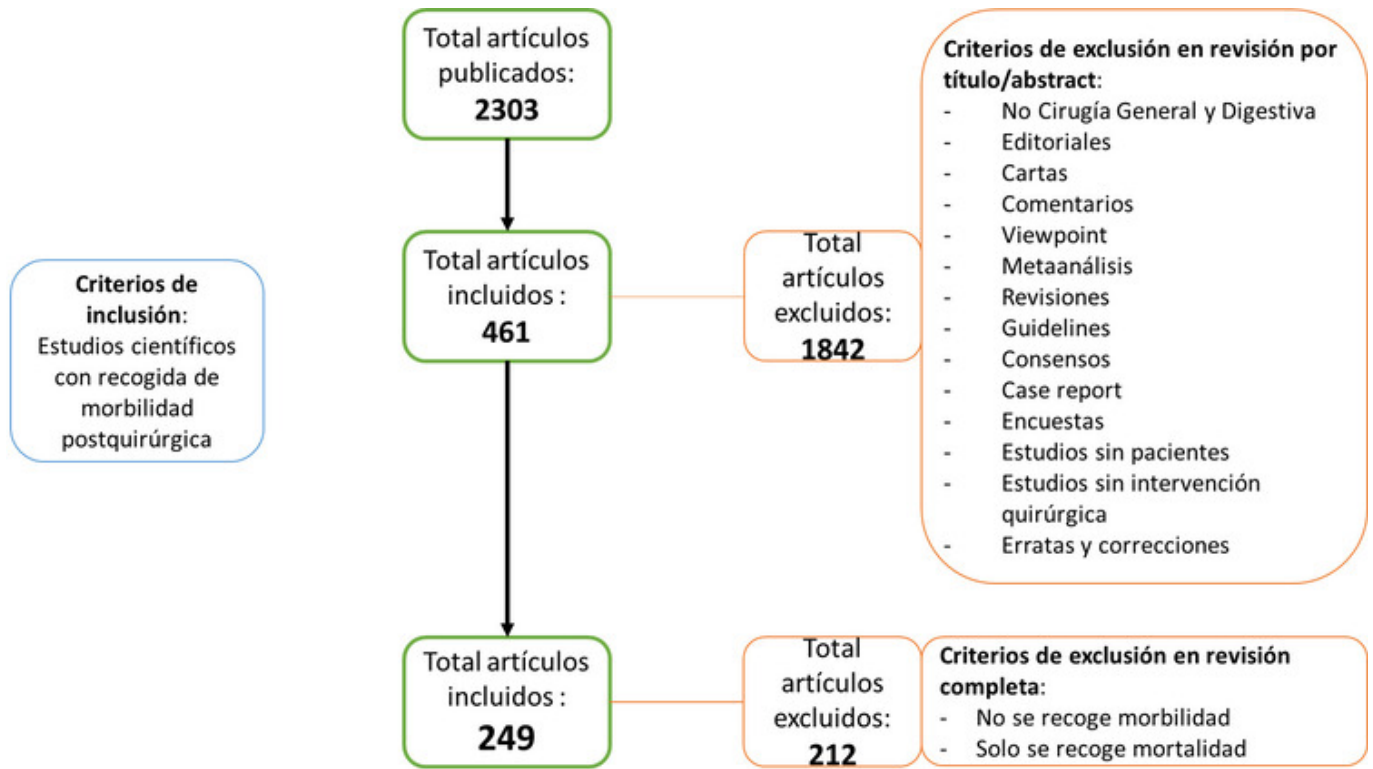 Total artículos
publicados:
2303
Criterios de exclusión en revisión por
título/abstract:
- No Cirugía General y Digestiva
- Editoriales
- Cartas
- Comentarios
- Viewpoint
- Metaanálisis
- Revisiones
- Guidelines
- Consensos
- Case report
- Encuestas
- Estudios sin pacientes
- Estudios sin intervención
quirúrgica
- Erratas y correcciones
Total artículos
incluidos :
461
Total
artículos
excluidos:
1842
Criterios de
inclusión:
Estudios científicos
con recogida de
morbilidad
postquirúrgica
Total artículos
incluidos :
249
Total
artículos
excluidos:
212
Criterios de exclusión en revisión
completa:
- No se recoge morbilidad
- Solo se recoge mortalidad